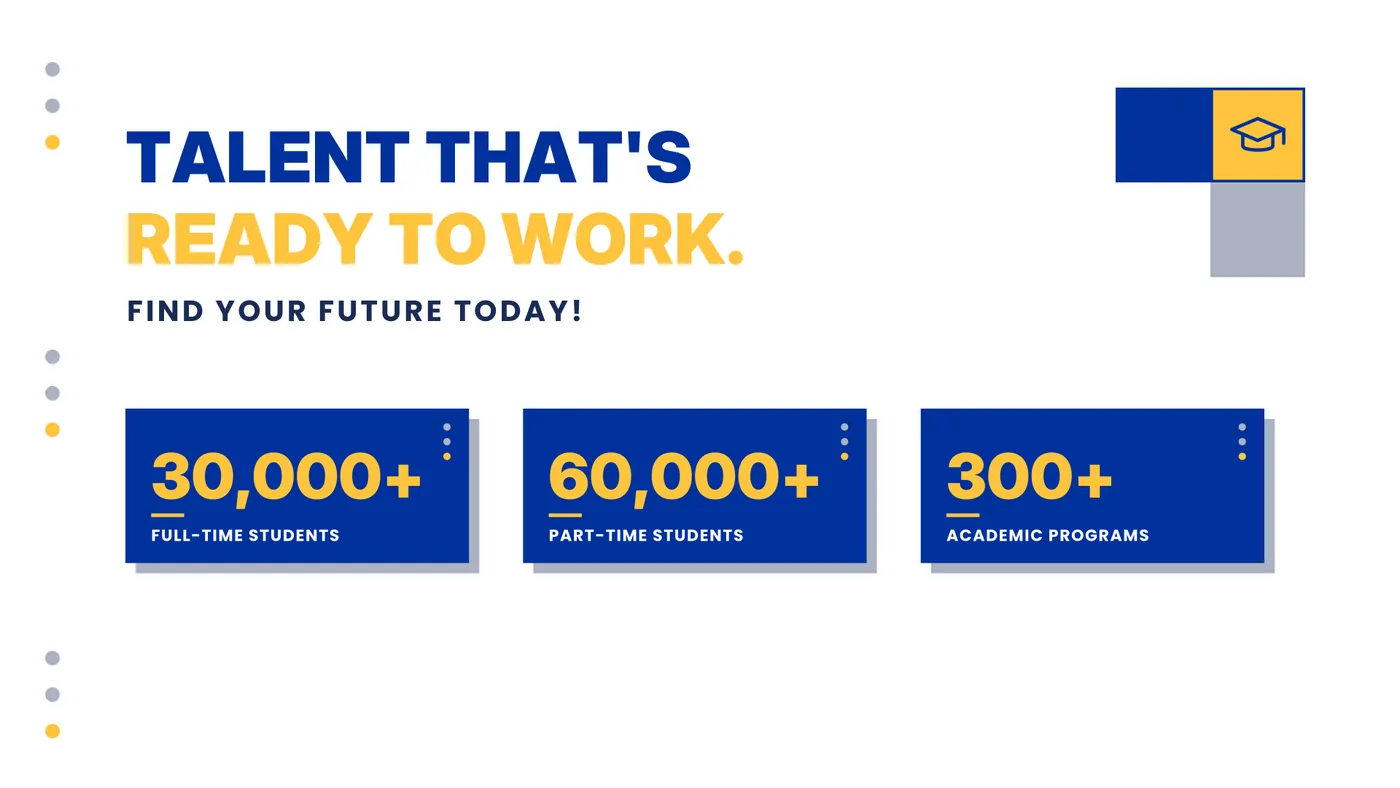 TALENT THAT'S
READY TO WORK.
FIND YOUR FUTURE TODAY!
30,000+
FULL-TIME STUDENTS
60,000+
PART-TIME STUDENTS
300+
ACADEMIC PROGRAMS